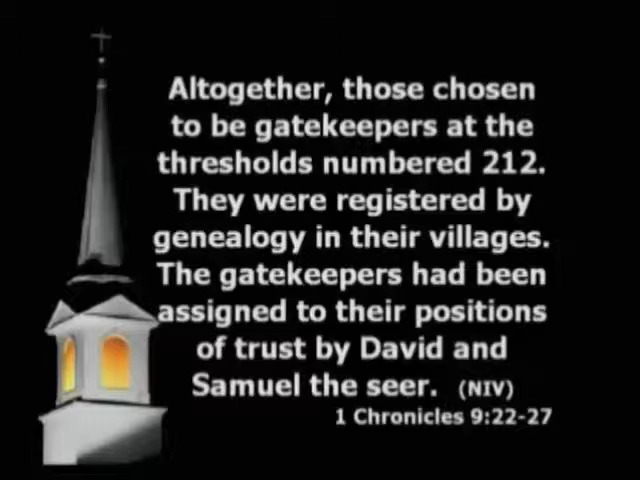 Altogether, those chosen
to be gatekeepers at the
thresholds numbered 212.
They were registered by
genealogy in their villages.
The gatekeepers had been
assigned to their positions
of trust by David and
Samuel the seer. (NIV)
1 Chronicles 9:22-27